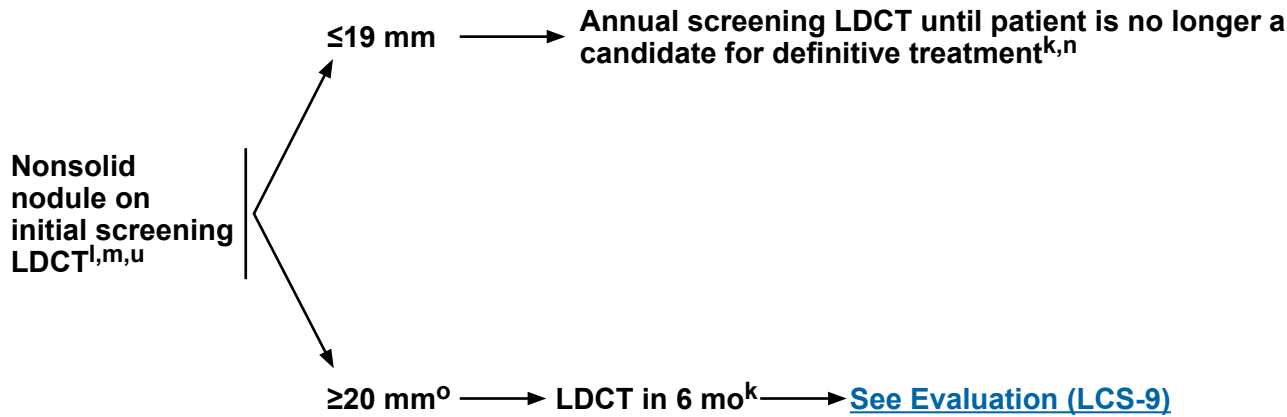 ≤19 mm
Annual screening LDCT until patient is no longer a
candidate for definitive treatmentk,n
Nonsolid
nodule on
initial screening
LDCTl,m,u
≥20 mmo
LDCT in 6 mok
See Evaluation (LCS-9)